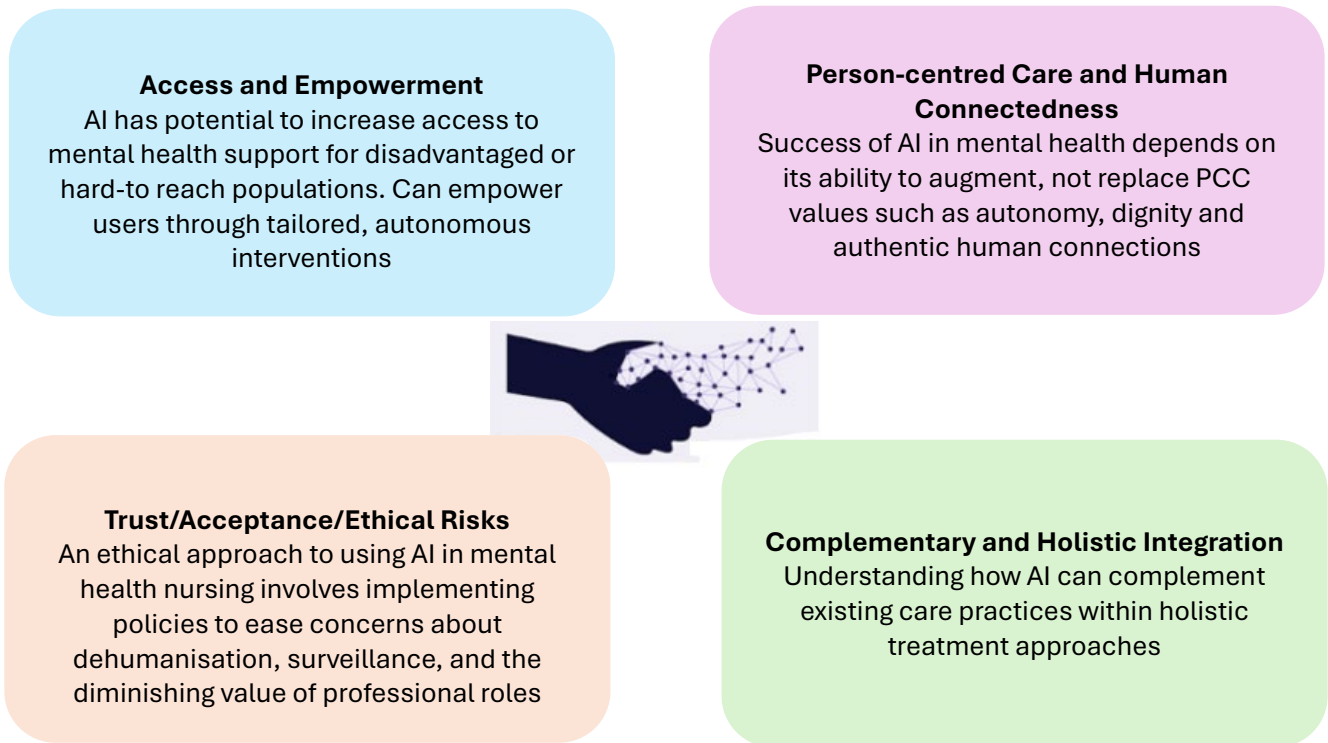 Access and Empowerment
AI has potential to increase access to
mental health support for disadvantaged or
hard-to reach populations. Can empower
users through tailored, autonomous
interventions
Person-centred Care and Human
Connectedness
Success of AI in mental health depends on
its ability to augment, not replace PCC
values such as autonomy, dignity and
authentic human connections
Trust/Acceptance/Ethical Risks
An ethical approach to using AI in mental
health nursing involves implementing
policies to ease concerns about
dehumanisation, surveillance, and the
diminishing value of professional roles
Complementary and Holistic Integration
Understanding how AI can complement
existing care practices within holistic
treatment approaches